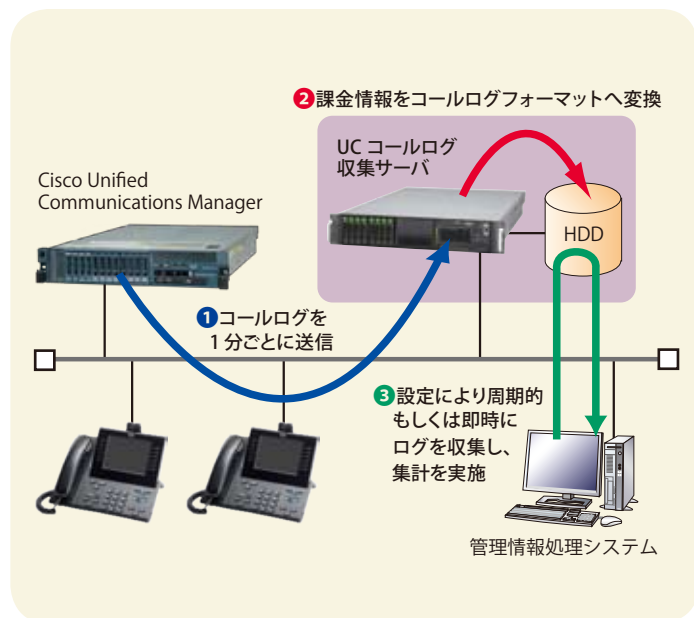 ❷課金情報をコールログフォーマットへ変換
UC コールログ
収集サーバ
Cisco Unified
Communications Manager
HDD
❶コールログを
1 分ごとに送信
❸設定により周期的
もしくは即時に
ログを収集し、
集計を実施
管理情報処理システム